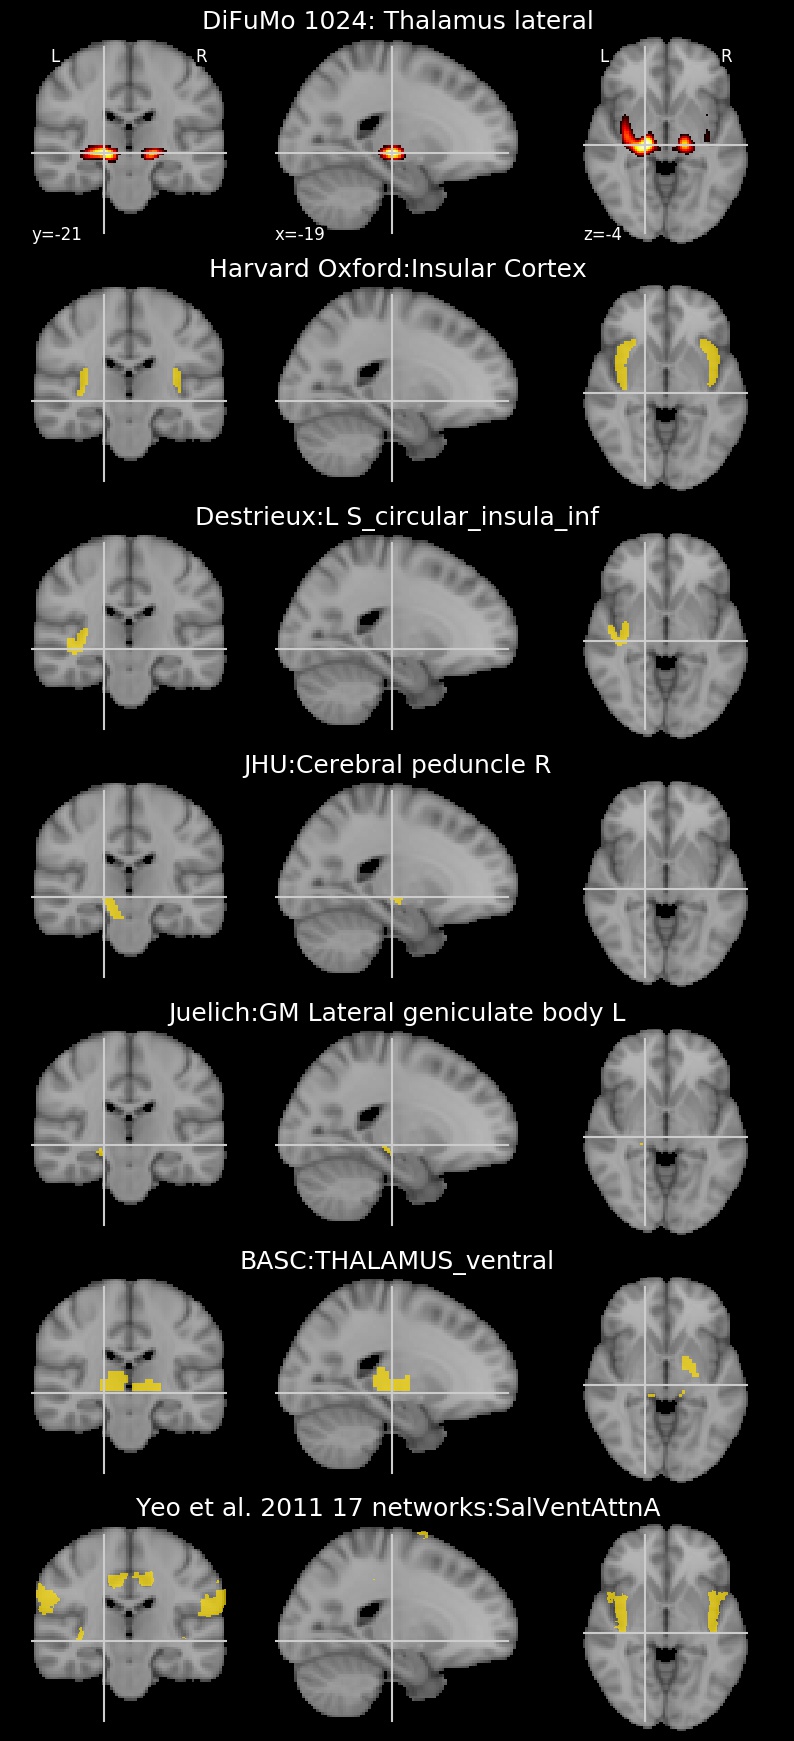 DiFuMo 1024: Thalamus lateral
L R L R
y=-21 x=-19 z=-4
Harvard Oxford:Insular Cortex
Destrieux:L S_circular_insula_inf
JHU:Cerebral peduncle R
Juelich:GM Lateral geniculate body L
BASC:THALAMUS_ventral
Yeo et al. 2011 17 networks:SalVentAttnA